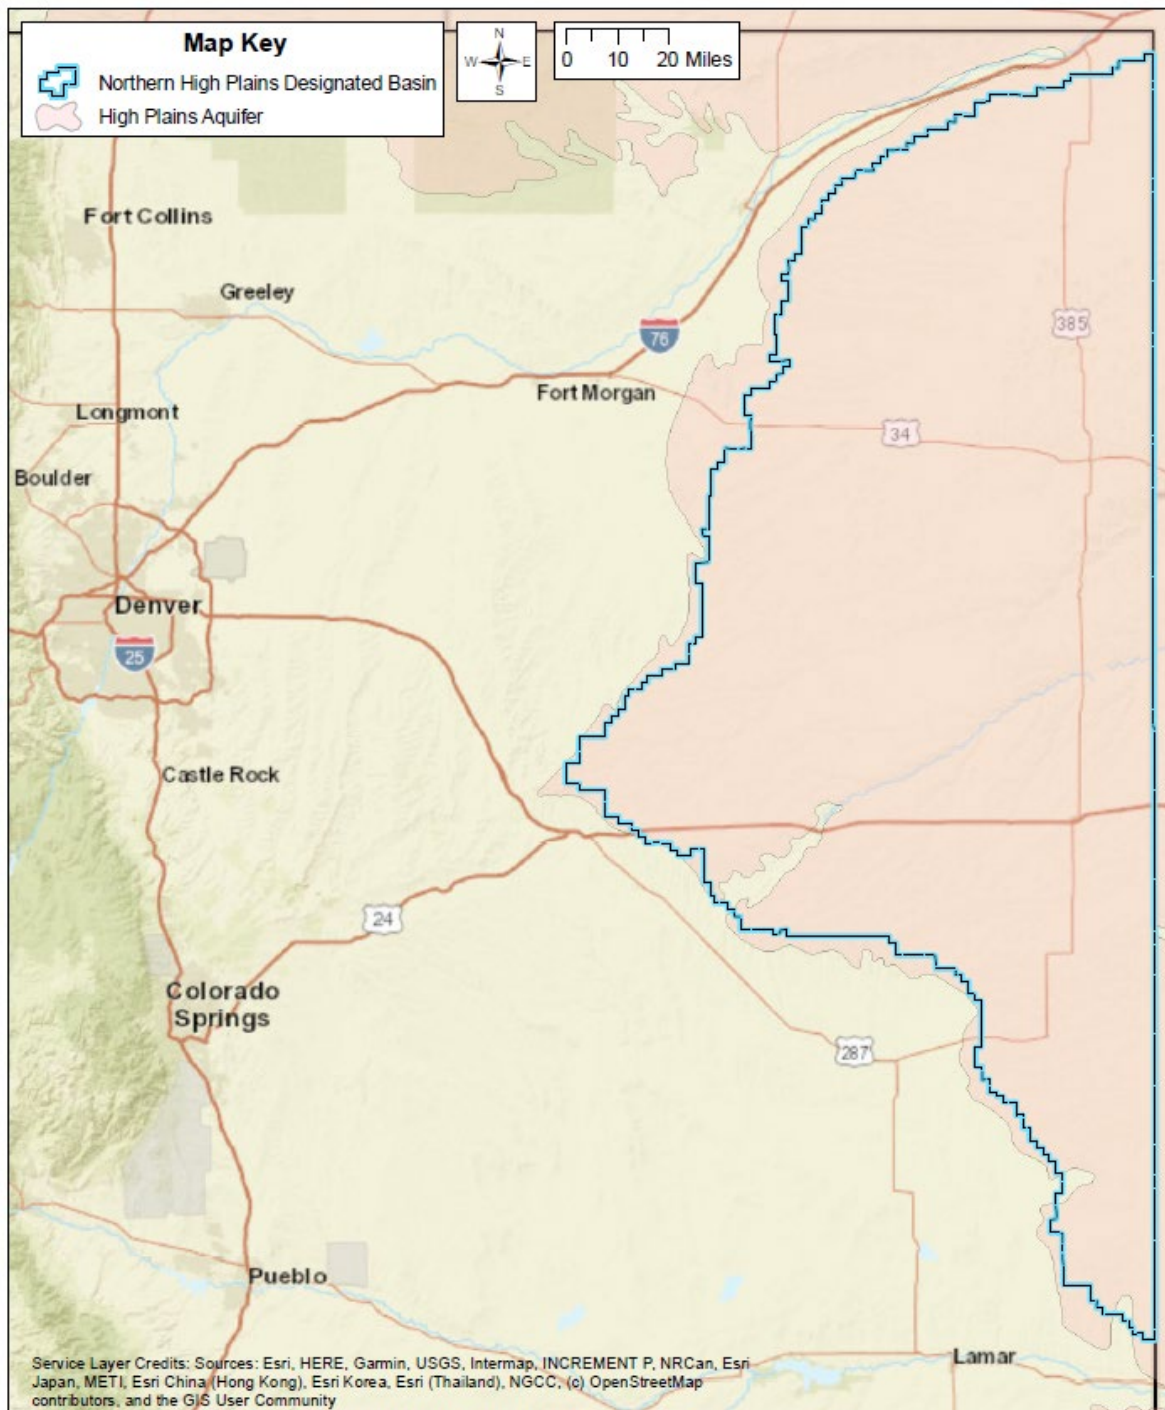 Map Key
Northern High Plains Designated Basin
High Plains Aquifer
N
W E
S
0 10 20 Miles
Fort Collins
Greeley
76
385
Fort Morgan
Longmont
34
Boulder
Denver
25
Castle Rock
24
Colorado
Springs
287
Pueblo
Lamar
Service Layer Credits: Sources: Esri, HERE, Garmin, USGS, Intermap, INCREMENT P, NRCan, Esri
Japan, METI, Esri China (Hong Kong), Esri Korea, Esri (Thailand), NGCC, (c) OpenStreetMap
contributors, and the GIS User Community